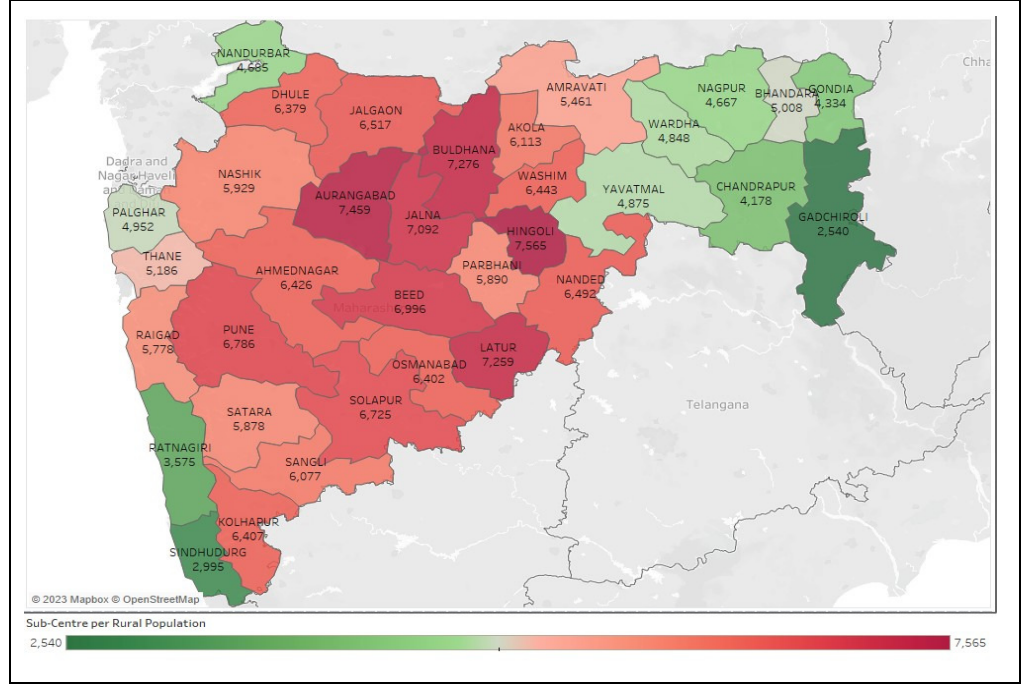 NANDURBAR
4,685
DHULE
6,379
JALGAON
6,517
AMRAVATI
5,461
NAGPUR
4,667
BHANDARA
5,008
GONDIA
4,334
AKOLA
6,113
WARDHA
4,848
BULDHANA
7,276
WASHIM
6,443
YAVATMAL
4,875
CHANDRAPUR
4,178
GADCHIROLI
2,540
Chha
Dadra and
Nagar Haveli
NASHIK
5,929
AURANGABAD
7,459
JALNA
7,092
HINGOLI
7,565
PALGHAR
4,952
THANE
5,186
AHMEDNAGAR
6,426
PARBHANI
5,890
NANDED
6,492
BEED
6,996
Maharash
RAIGAD
5,778
PUNE
6,786
LATUR
7,259
OSMANABAD
6,402
SOLAPUR
6,725
SATARA
5,878
Telangana
RATNAGIRI
3,575
SANGLI
6,077
KOLHAPUR
6,407
SINDHUDURG
2,995
© 2023 Mapbox © OpenStreetMap
Sub-Centre per Rural Population
2,540
7,565